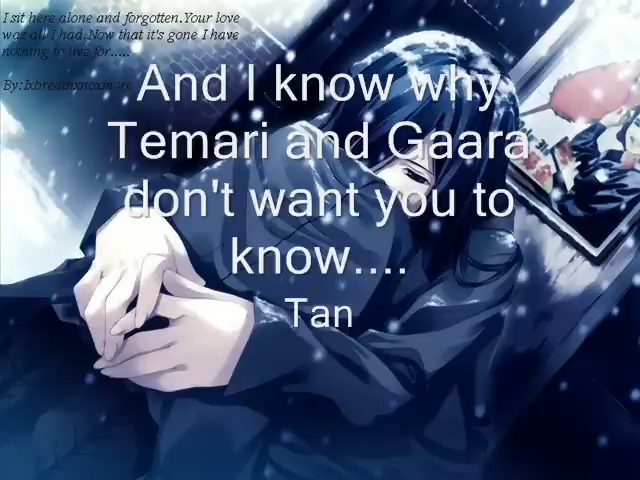 I sit here alone and forgotten.Your love
was all I had.Now that it's gone I have
nothing to live for.....
And I know why
Temari and Gaara
don't want you to
know....
Tan